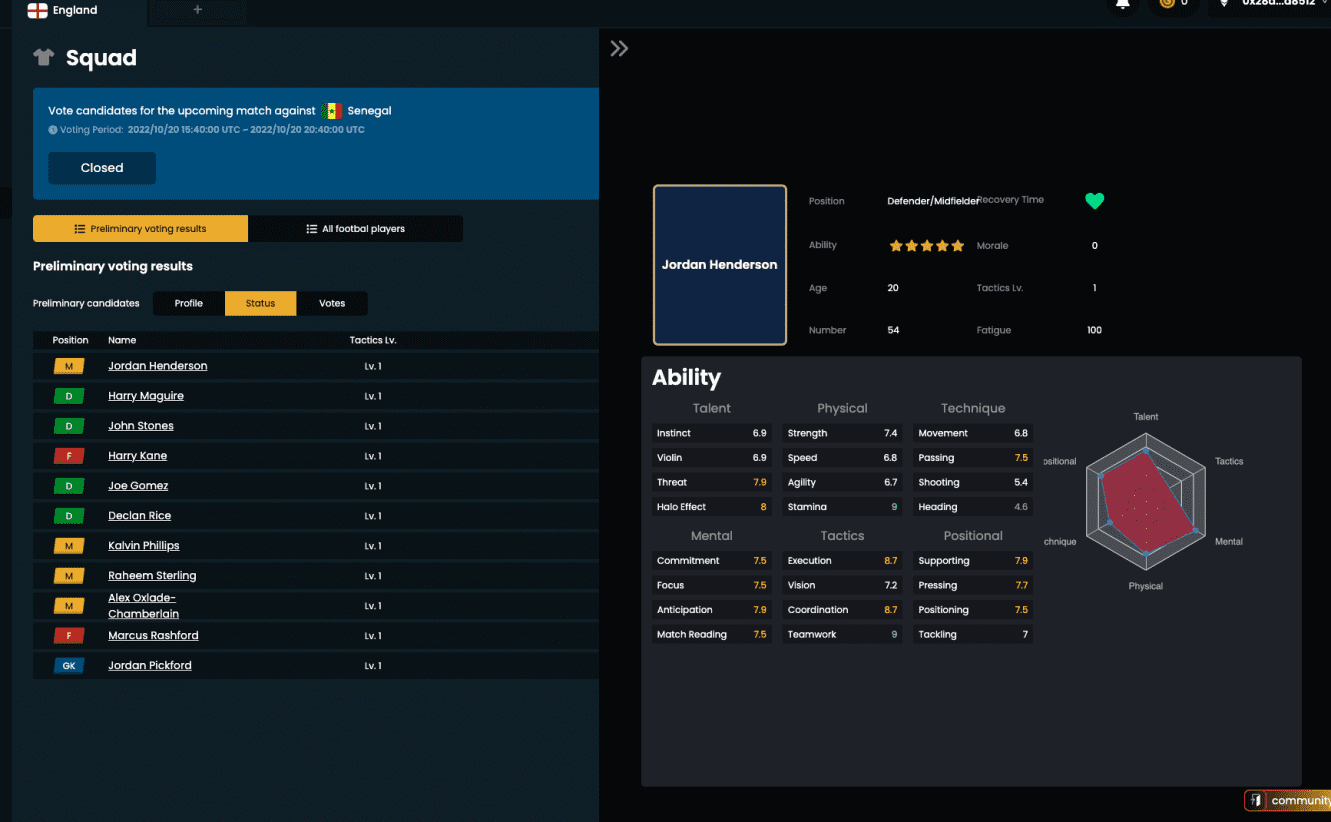 England
+
0
0x28d...d8512
Squad
Vote candidates for the upcoming match against Senegal
Voting Period: 2022/10/20 15:40:00 UTC ~ 2022/10/20 20:40:00 UTC
Closed
Preliminary voting results
All footbal players
Preliminary voting results
Preliminary candidates
Profile
Status
Votes
Position Name Tactics Lv.
M Jordan Henderson Lv. 1
D Harry Maguire Lv. 1
D John Stones Lv. 1
F Harry Kane Lv. 1
D Joe Gomez Lv. 1
D Declan Rice Lv. 1
M Kalvin Phillips Lv. 1
M Raheem Sterling Lv. 1
M Alex Oxlade-
Chamberlain Lv. 1
F Marcus Rashford Lv. 1
GK Jordan Pickford Lv. 1
Jordan Henderson
Position Defender/Midfielder Recovery Time
Ability Morale 0
Age 20 Tactics Lv. 1
Number 54 Fatigue 100
Ability
Talent Physical Technique
Instinct 6.9 Strength 7.4 Movement 6.8
Violin 6.9 Speed 6.8 Passing 7.5
Threat 7.9 Agility 6.7 Shooting 5.4
Halo Effect 8 Stamina 9 Heading 4.6
Mental Tactics Positional
Commitment 7.5 Execution 8.7 Supporting 7.9
Focus 7.5 Vision 7.2 Pressing 7.7
Anticipation 7.9 Coordination 8.7 Positioning 7.5
Match Reading 7.5 Teamwork 9 Tackling 7
Talent
ositional Tactics
chnique Mental
Physical
community